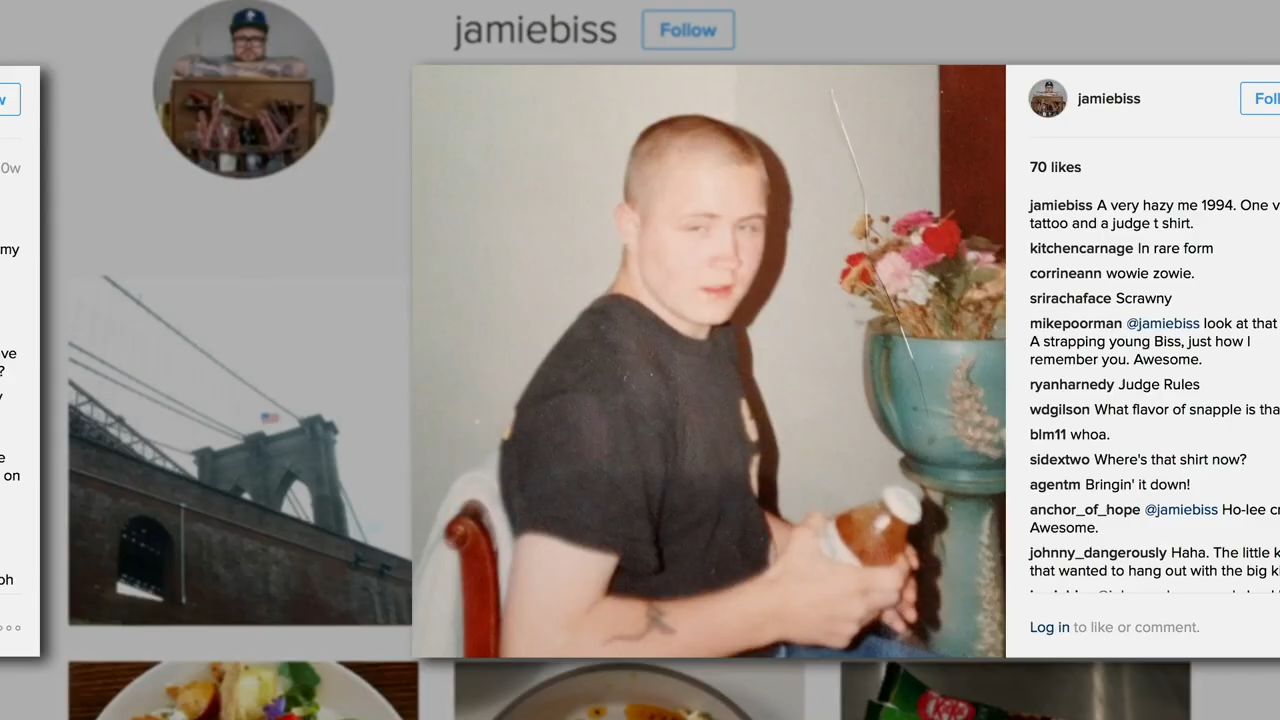 jamiebiss Follow
w
0w
my
ve
?
y
e
on
oh
jamiebiss Foll
70 likes
jamiebiss A very hazy me 1994. One v
tattoo and a judge t shirt.
kitchencarnage In rare form
corrineann wowie zowie.
srirachaface Scrawny
mikepoorman @jamiebiss look at that
A strapping young Biss, just how I
remember you. Awesome.
ryanharnedy Judge Rules
wdgilson What flavor of snapple is tha
blm11 whoa.
sidextwo Where's that shirt now?
agentm Bringin' it down!
anchor_of_hope @jamiebiss Ho-lee cr
Awesome.
johnny_dangerously Haha. The little k
that wanted to hang out with the big ki
Log in to like or comment.
KitKat